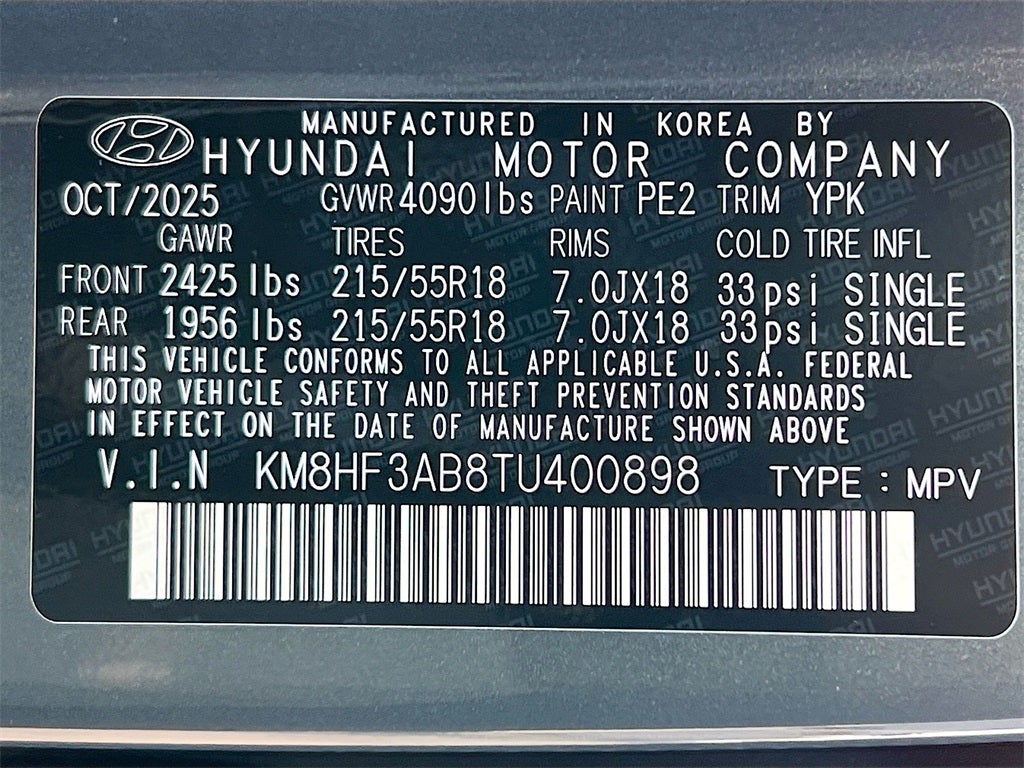 MANUFACTURED IN KOREA BY
HYUNDAI MOTOR COMPANY
OCT/2025 GVWR 4090 lbs PAINT PE2 TRIM YPK
GAWR TIRES RIMS COLD TIRE INFL
FRONT 2425 lbs 215/55R18 7.0JX18 33psi SINGLE
REAR 1956 lbs 215/55R18 7.0JX18 33psi SINGLE
THIS VEHICLE CONFORMS TO ALL APPLICABLE U.S.A. FEDERAL
MOTOR VEHICLE SAFETY AND THEFT PREVENTION STANDARDS
IN EFFECT ON THE DATE OF MANUFACTURE SHOWN ABOVE
V.I.N KM8HF3AB8TU400898 TYPE : MPV